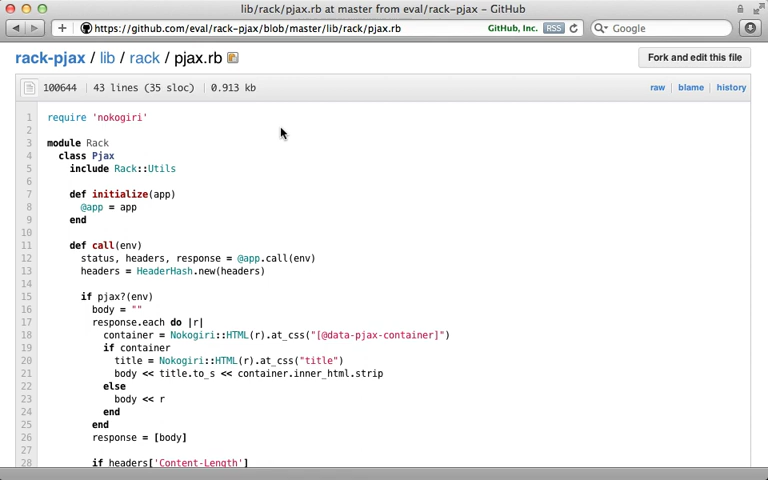 lib/rack/pjax.rb at master from eval/rack-pjax – GitHub
https://github.com/eval/rack-pjax/blob/master/lib/rack/pjax.rb GitHub, Inc. RSS Google
rack-pjax / lib / rack / pjax.rb Fork and edit this file
100644 43 lines (35 sloc) 0.913 kb raw blame history
1 require 'nokogiri'
2
3 module Rack
4   class Pjax
5     include Rack::Utils
6
7     def initialize(app)
8       @app = app
9     end
10
11     def call(env)
12       status, headers, response = @app.call(env)
13       headers = HeaderHash.new(headers)
14
15       if pjax?(env)
16         body = ""
17         response.each do |r|
18           container = Nokogiri::HTML(r).at_css("[@data-pjax-container]")
19           if container
20             title = Nokogiri::HTML(r).at_css("title")
21             body << title.to_s << container.inner_html.strip
22           else
23             body << r
24           end
25         end
26         response = [body]
27
28         if headers['Content-Length']